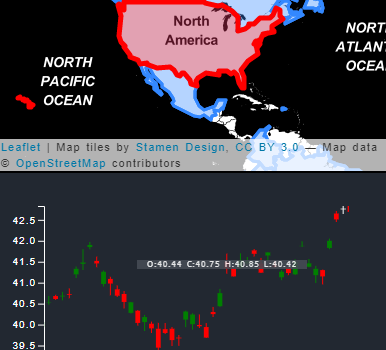 North
America
NORTH
PACIFIC
OCEAN
NORT
ATLANT
OCEA
Leaflet | Map tiles by Stamen Design, CC BY 3.0 — Map data
© OpenStreetMap contributors
42.5
42.0
O:40.44 C:40.75 H:40.85 L:40.42
41.5
41.0
40.5
40.0
39.5